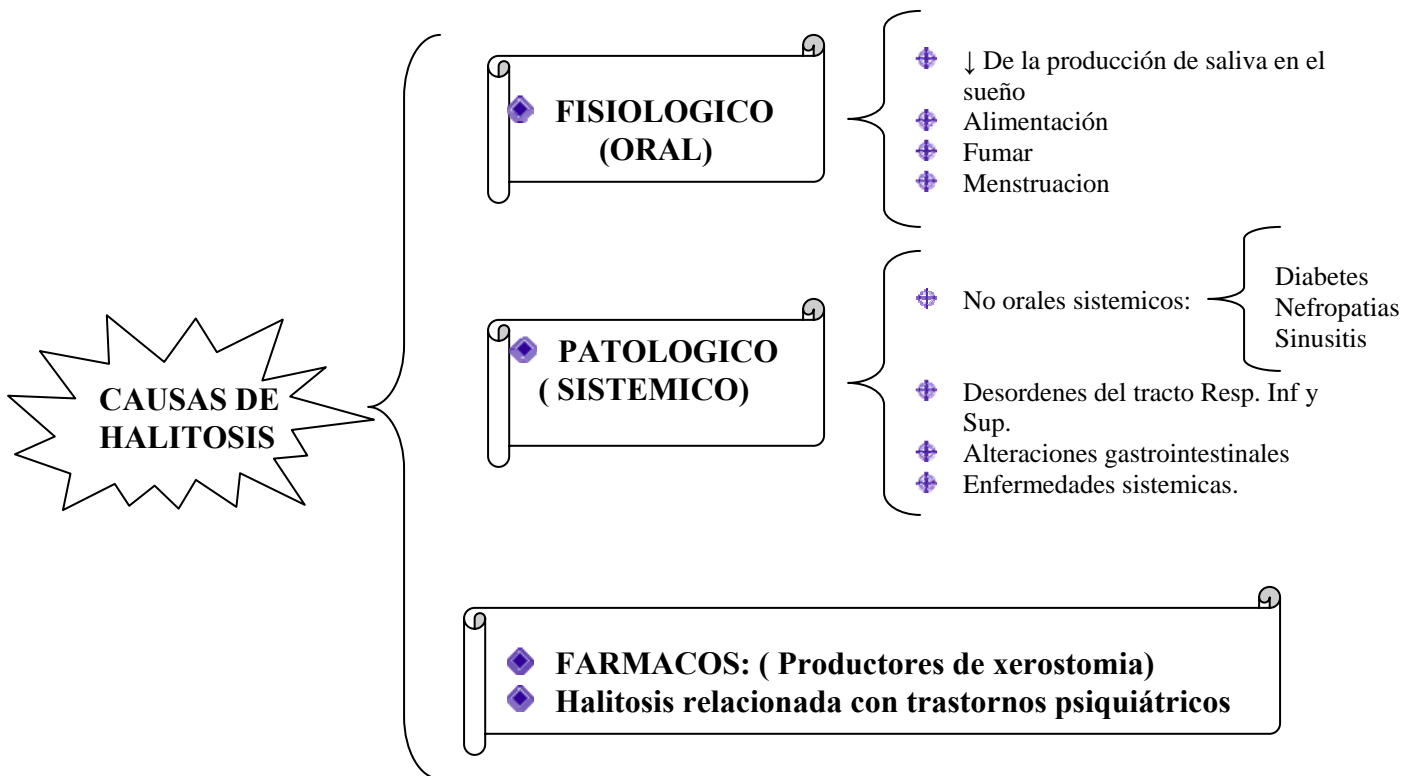 CAUSAS DE
HALITOSIS
FISIOLOGICO
(ORAL)
↓ De la producción de saliva en el
sueño
Alimentación
Fumar
Menstruacion
PATOLOGICO
( SISTEMICO)
No orales sistemicos:
Diabetes
Nefropatias
Sinusitis
Desordenes del tracto Resp. Inf y
Sup.
Alteraciones gastrointestinales
Enfermedades sistemicas.
FARMACOS: ( Productores de xerostomia)
Halitosis relacionada con trastornos psiquiátricos